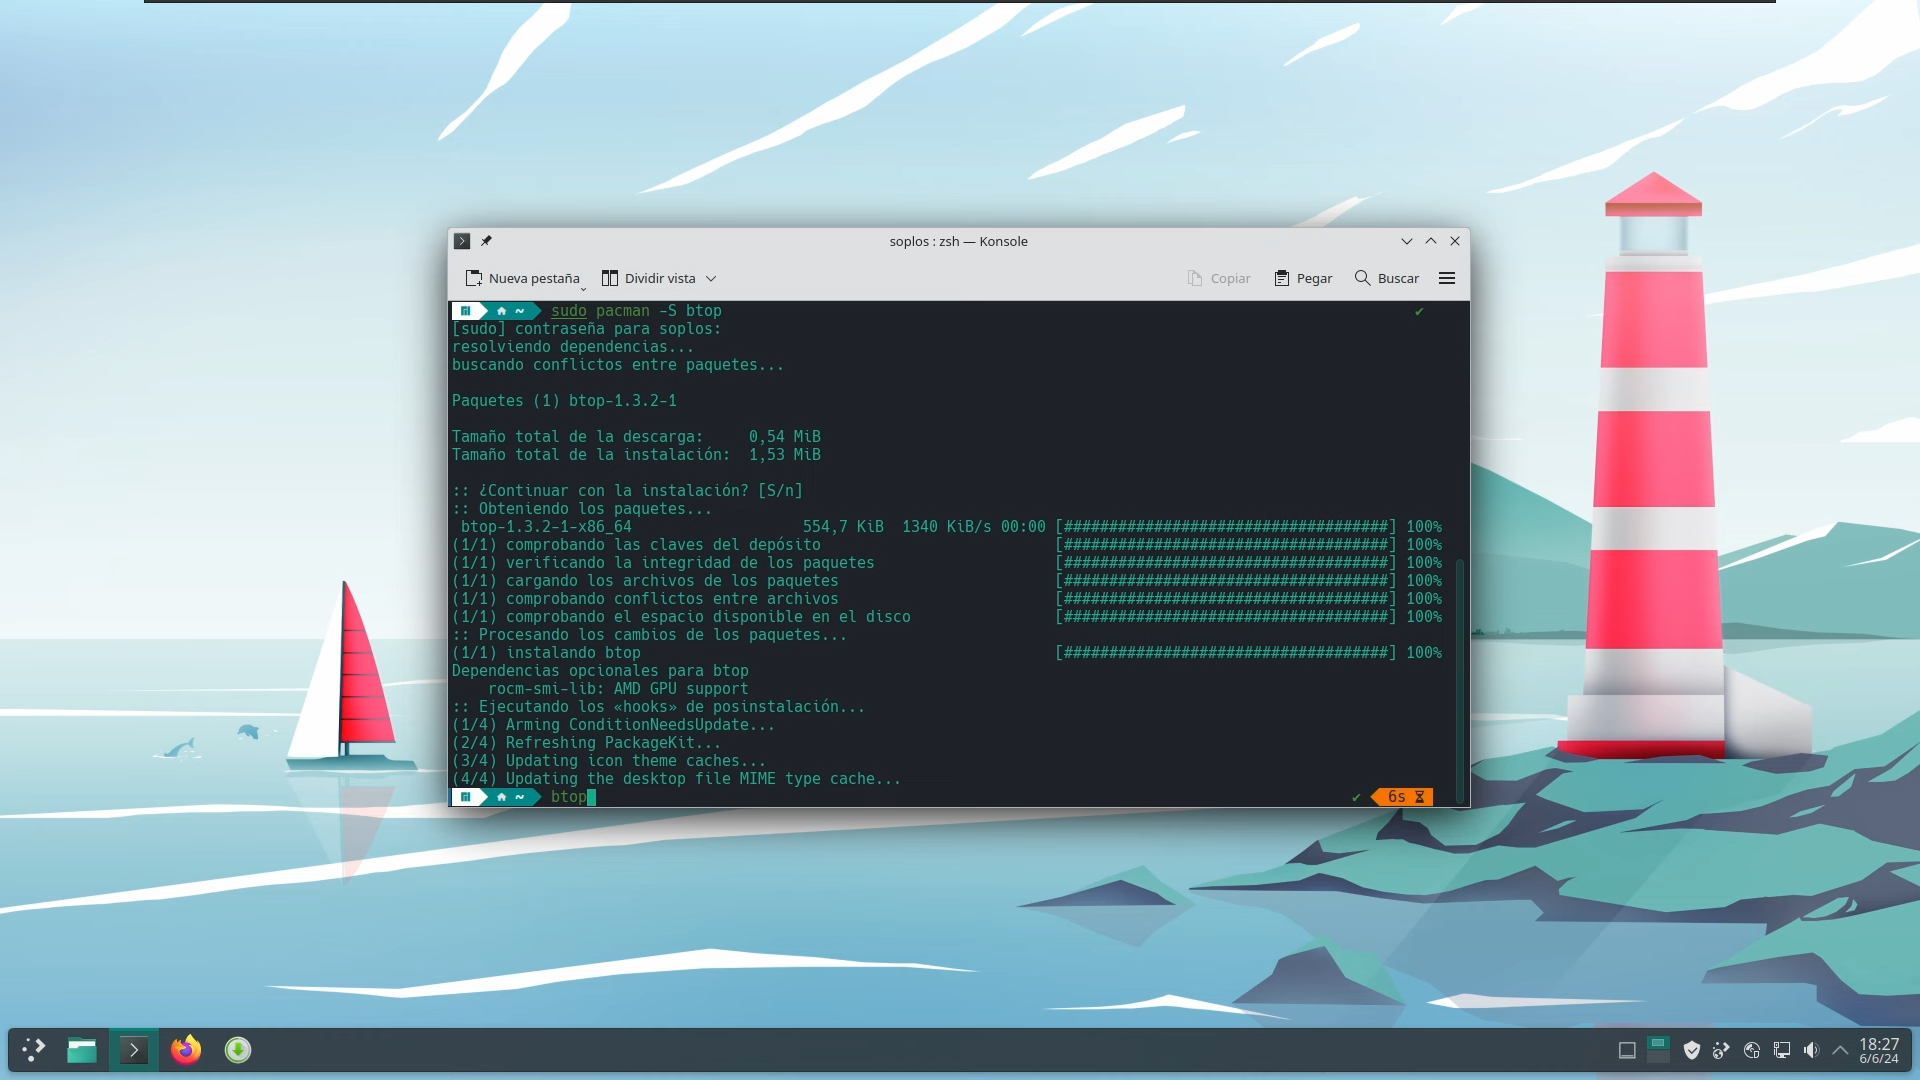 soplos : zsh — Konsole
Nueva pestaña Dividir vista Copiar Pegar Buscar
~ sudo pacman -S btop ✔
[sudo] contraseña para soplos:
resolviendo dependencias...
buscando conflictos entre paquetes...
Paquetes (1) btop-1.3.2-1
Tamaño total de la descarga: 0,54 MiB
Tamaño total de la instalación: 1,53 MiB
:: ¿Continuar con la instalación? [S/n]
:: Obteniendo los paquetes...
btop-1.3.2-1-x86_64 554,7 KiB 1340 KiB/s 00:00 [####################################] 100%
(1/1) comprobando las claves del depósito [####################################] 100%
(1/1) verificando la integridad de los paquetes [####################################] 100%
(1/1) cargando los archivos de los paquetes [####################################] 100%
(1/1) comprobando conflictos entre archivos [####################################] 100%
(1/1) comprobando el espacio disponible en el disco [####################################] 100%
:: Procesando los cambios de los paquetes...
(1/1) instalando btop [####################################] 100%
Dependencias opcionales para btop
rocm-smi-lib: AMD GPU support
:: Ejecutando los «hooks» de posinstalación...
(1/4) Arming ConditionNeedsUpdate...
(2/4) Refreshing PackageKit...
(3/4) Updating icon theme caches...
(4/4) Updating the desktop file MIME type cache...
~ btop ✔ 6s
18:27
6/6/24